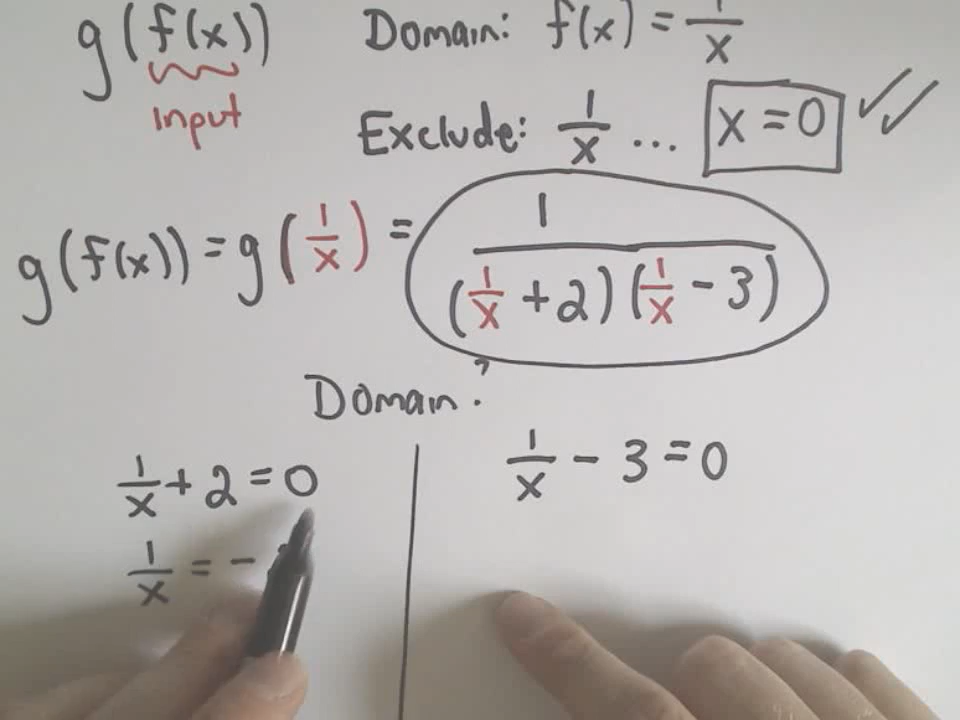 g(f(x)) Domain: f(x) = 1/x
Input
Exclude: 1/x ... x = 0
g(f(x)) = g(1/x) = 1/((1/x + 2)(1/x - 3))
Domain?
1/x + 2 = 0
1/x = -
1/x - 3 = 0